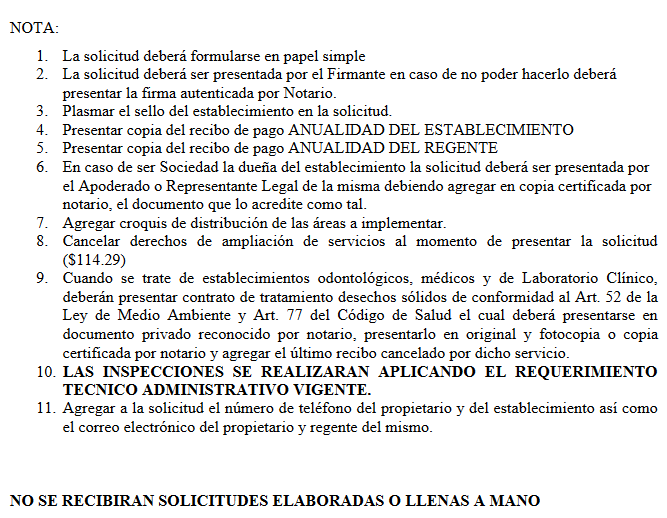 NOTA:
1. La solicitud deberá formularse en papel simple
2. La solicitud deberá ser presentada por el Firmante en caso de no poder hacerlo deberá
presentar la firma autenticada por Notario.
3. Plasmar el sello del establecimiento en la solicitud.
4. Presentar copia del recibo de pago ANUALIDAD DEL ESTABLECIMIENTO
5. Presentar copia del recibo de pago ANUALIDAD DEL REGENTE
6. En caso de ser Sociedad la dueña del establecimiento la solicitud deberá ser presentada por
el Apoderado o Representante Legal de la misma debiendo agregar en copia certificada por
notario, el documento que lo acredite como tal.
7. Agregar croquis de distribución de las áreas a implementar.
8. Cancelar derechos de ampliación de servicios al momento de presentar la solicitud
($114.29)
9. Cuando se trate de establecimientos odontológicos, médicos y de Laboratorio Clínico,
deberán presentar contrato de tratamiento desechos sólidos de conformidad al Art. 52 de la
Ley de Medio Ambiente y Art. 77 del Código de Salud el cual deberá presentarse en
documento privado reconocido por notario, presentarlo en original y fotocopia o copia
certificada por notario y agregar el último recibo cancelado por dicho servicio.
10. LAS INSPECCIONES SE REALIZARAN APLICANDO EL REQUERIMIENTO
TECNICO ADMINISTRATIVO VIGENTE.
11. Agregar a la solicitud el número de teléfono del propietario y del establecimiento así como
el correo electrónico del propietario y regente del mismo.
NO SE RECIBIRAN SOLICITUDES ELABORADAS O LLENAS A MANO